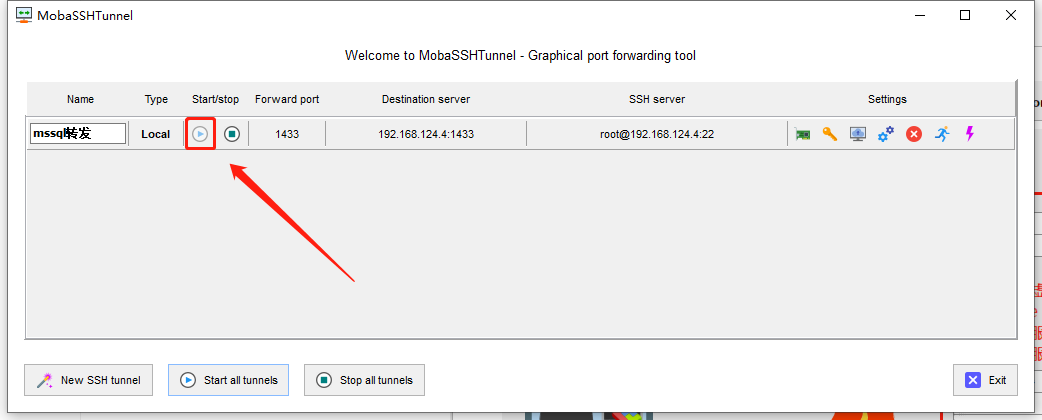 MobaSSHTunnel
Welcome to MobaSSHTunnel - Graphical port forwarding tool
Name Type Start/stop Forward port Destination server SSH server Settings
mssql转发 Local 1433 192.168.124.4:1433 root@192.168.124.4:22
New SSH tunnel Start all tunnels Stop all tunnels Exit